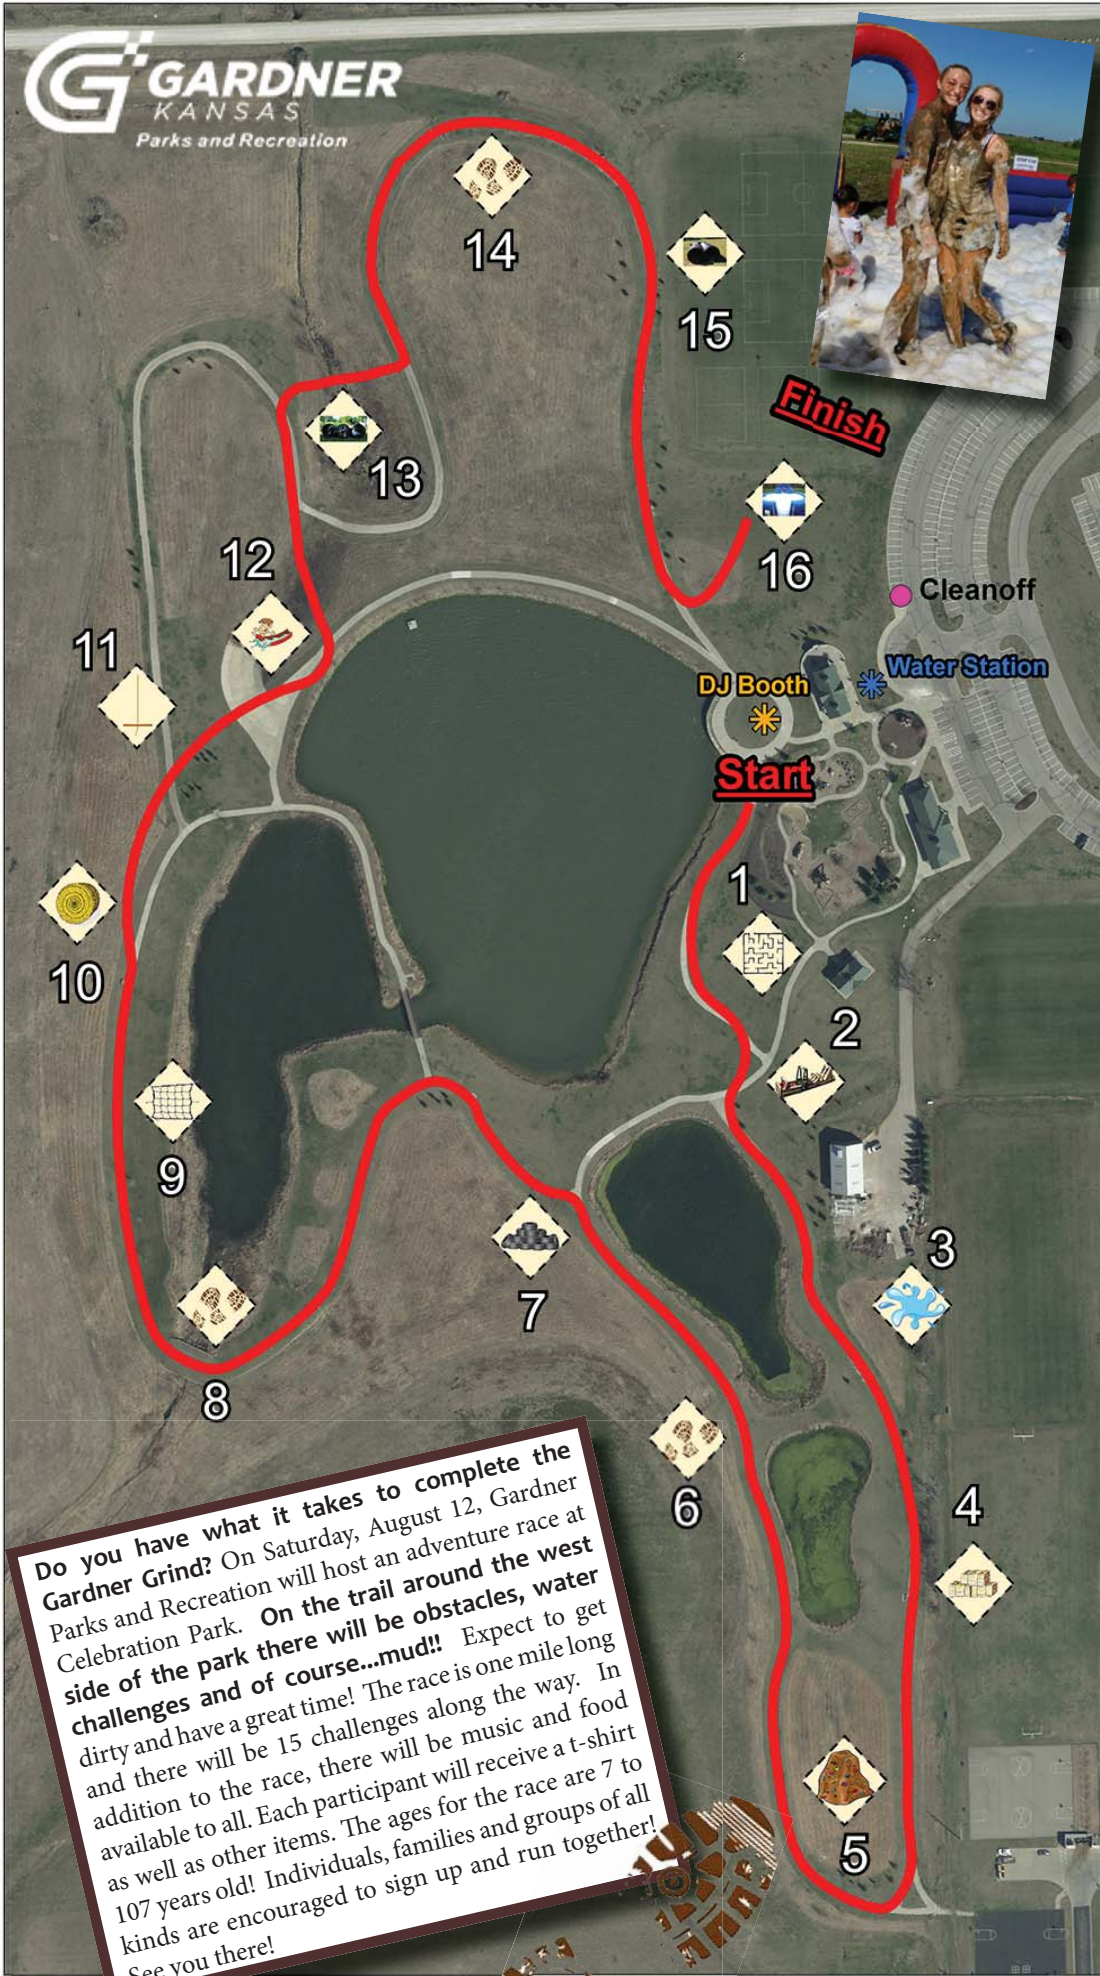 GARDNER
KANSAS
Parks and Recreation
14
15
Finish
13
16
12
Cleanoff
11
Water Station
DJ Booth
Start
1
10
2
9
3
7
8
6
4
5
Do you have what it takes to complete the
Gardner Grind? On Saturday, August 12, Gardner
Parks and Recreation will host an adventure race at
Celebration Park. On the trail around the west
side of the park there will be obstacles, water
challenges and of course...mud!! Expect to get
dirty and have a great time! The race is one mile long
and there will be 15 challenges along the way. In
addition to the race, there will be music and food
available to all. Each participant will receive a t-shirt
as well as other items. The ages for the race are 7 to
107 years old! Individuals, families and groups of all
kinds are encouraged to sign up and run together!
See you there!